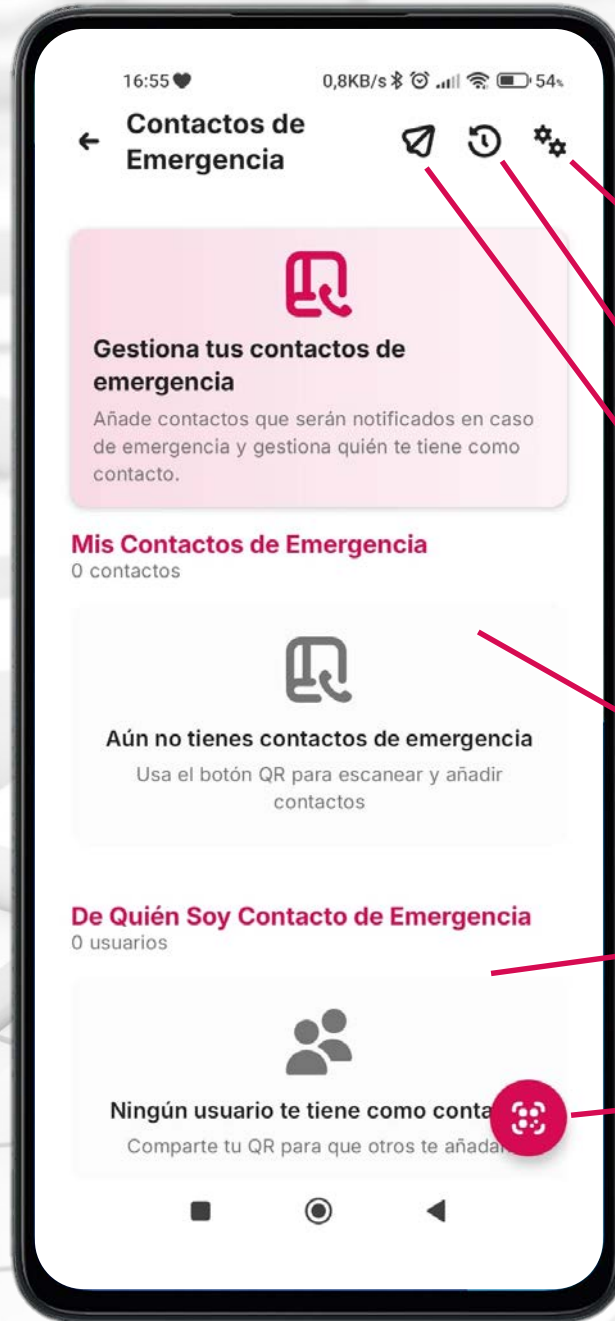 16:55
0,8KB/s
54%
Contactos de
Emergencia
Gestiona tus contactos de
emergencia
Añade contactos que serán notificados en caso
de emergencia y gestiona quién te tiene como
contacto.
Mis Contactos de Emergencia
0 contactos
Aún no tienes contactos de emergencia
Usa el botón QR para escanear y añadir
contactos
De Quién Soy Contacto de Emergencia
0 usuarios
Ningún usuario te tiene como
Comparte tu QR para que otros te